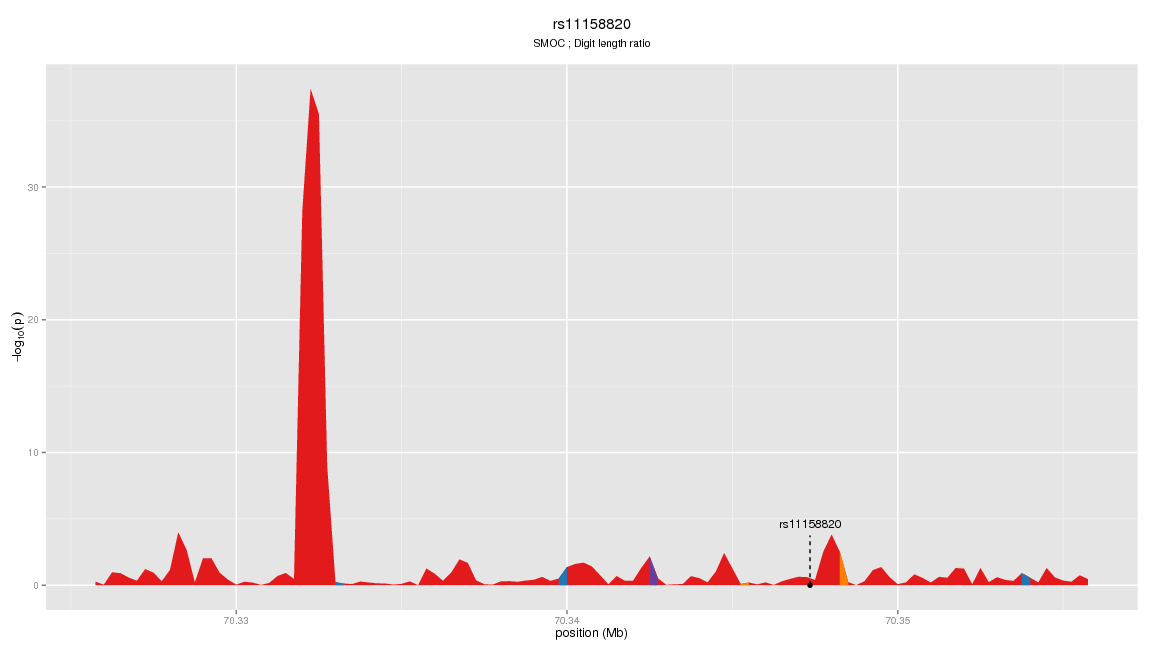 rs11158820
SMOC ; Digit length ratio
−log10(p)
30
20
10
0
rs11158820
70.33
70.34
70.35
position (Mb)